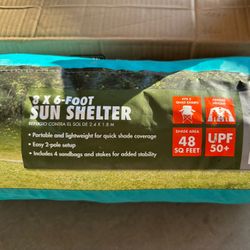 8 X 6-FOOT
SUN SHELTER
REFUGIO CONTRA EL SOL DE 2.4 X 1.8 M
• Portable and lightweight for quick shade coverage
• Easy 2-pole setup
• Includes 4 sandbags and stakes for added stability
SHADE AREA
48
SQ FEET
UPF
50+